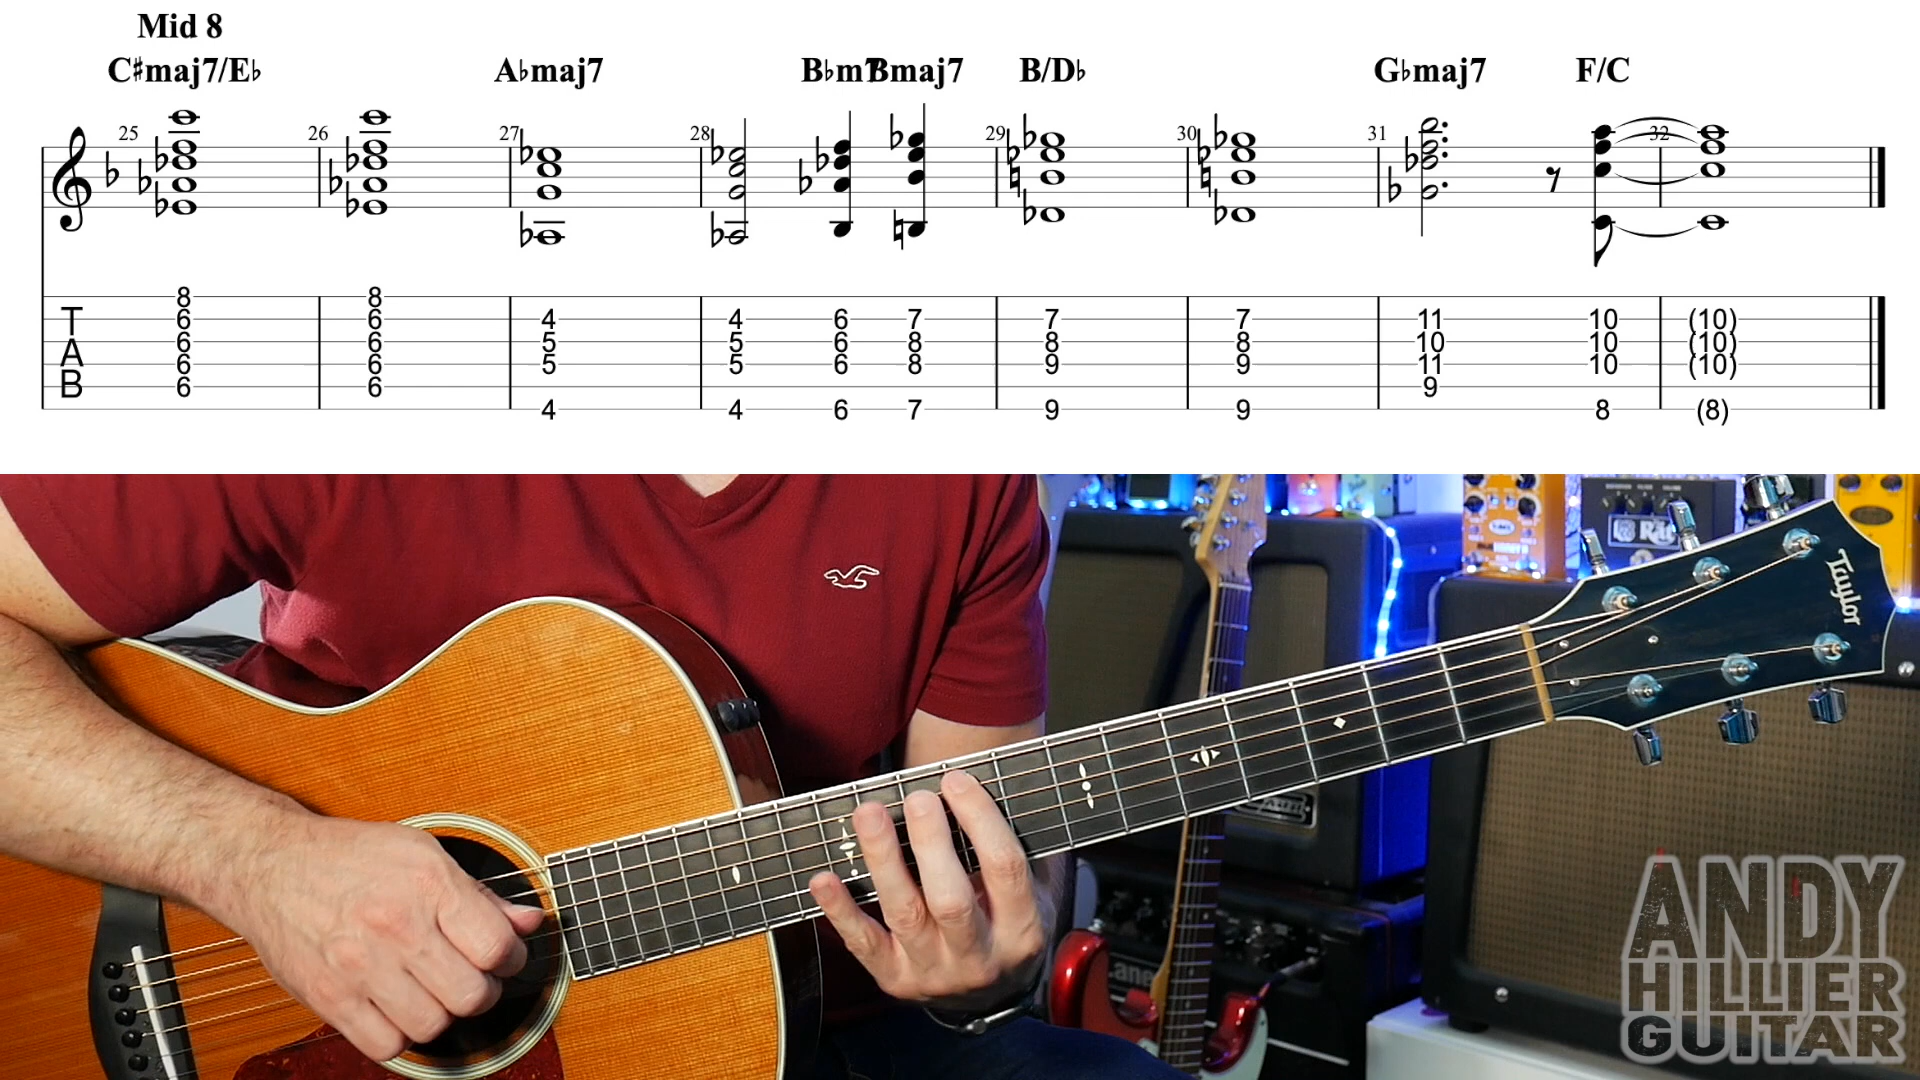 Mid 8
C♯maj7/E♭ A♭maj7 B♭m7 Bmaj7 B/D♭ G♭maj7 F/C
25 26 27 28 29 30 31 32
8 8
T 6 6 4 4 6 7 7 7 11 10 (10)
A 6 6 5 5 6 8 8 8 10 10 (10)
6 6 5 5 6 8 9 9 11 10 (10)
B 6 6 9
4 4 6 7 9 9 8 (8)
Taylor
ANDY
HILLIER
GUITAR